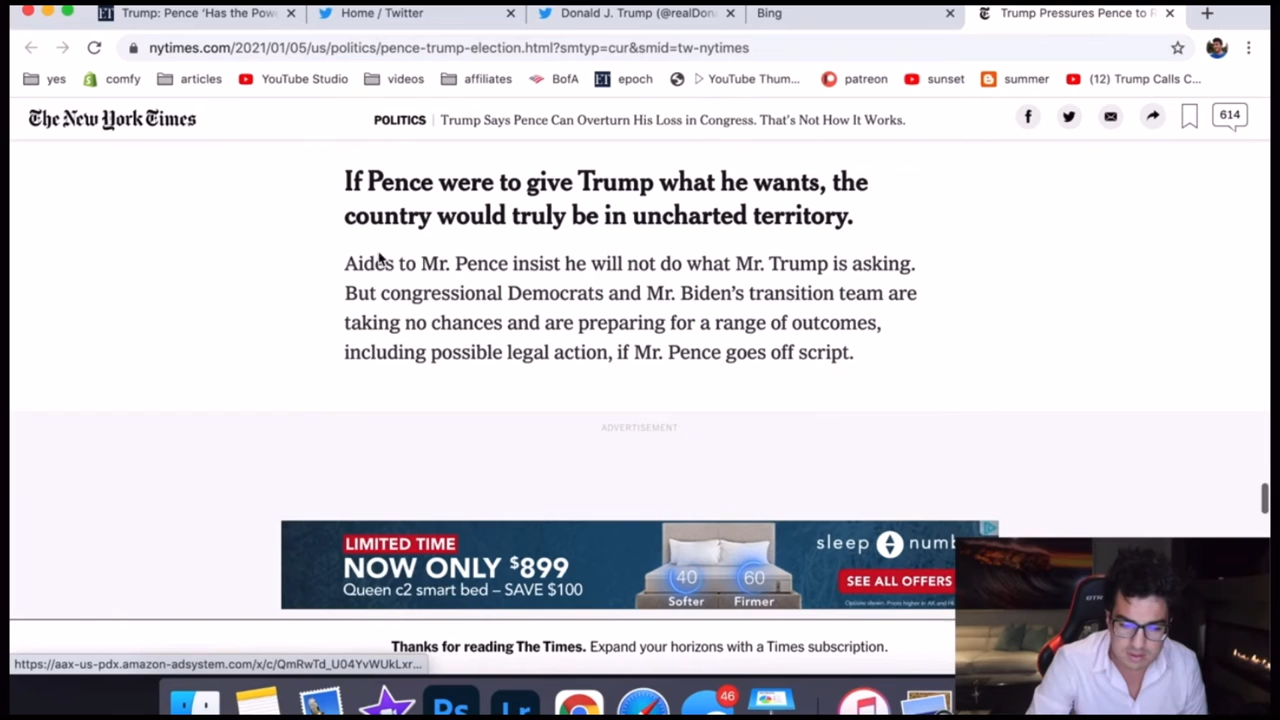 Trump: Pence 'Has the Pow
Home / Twitter
Donald J. Trump (@realDona
Bing
Trump Pressures Pence to R
nytimes.com/2021/01/05/us/politics/pence-trump-election.html?smtyp=cur&smid=tw-nytimes
yes comfy articles YouTube Studio videos affiliates BofA ET epoch YouTube Thum... patreon sunset summer (12) Trump Calls C...
The New York Times
POLITICS | Trump Says Pence Can Overturn His Loss in Congress. That's Not How It Works.
614
If Pence were to give Trump what he wants, the
country would truly be in uncharted territory.
Aides to Mr. Pence insist he will not do what Mr. Trump is asking.
But congressional Democrats and Mr. Biden's transition team are
taking no chances and are preparing for a range of outcomes,
including possible legal action, if Mr. Pence goes off script.
ADVERTISEMENT
LIMITED TIME
NOW ONLY $899
Queen c2 smart bed – SAVE $100
40 60
Softer Firmer
sleep numb
SEE ALL OFFERS
Thanks for reading The Times. Expand your horizons with a Times subscription.
https://aax-us-pdx.amazon-adsystem.com/x/c/QmRwTd_U04YvWUkLxr...
Ps
Lr
46
GTR